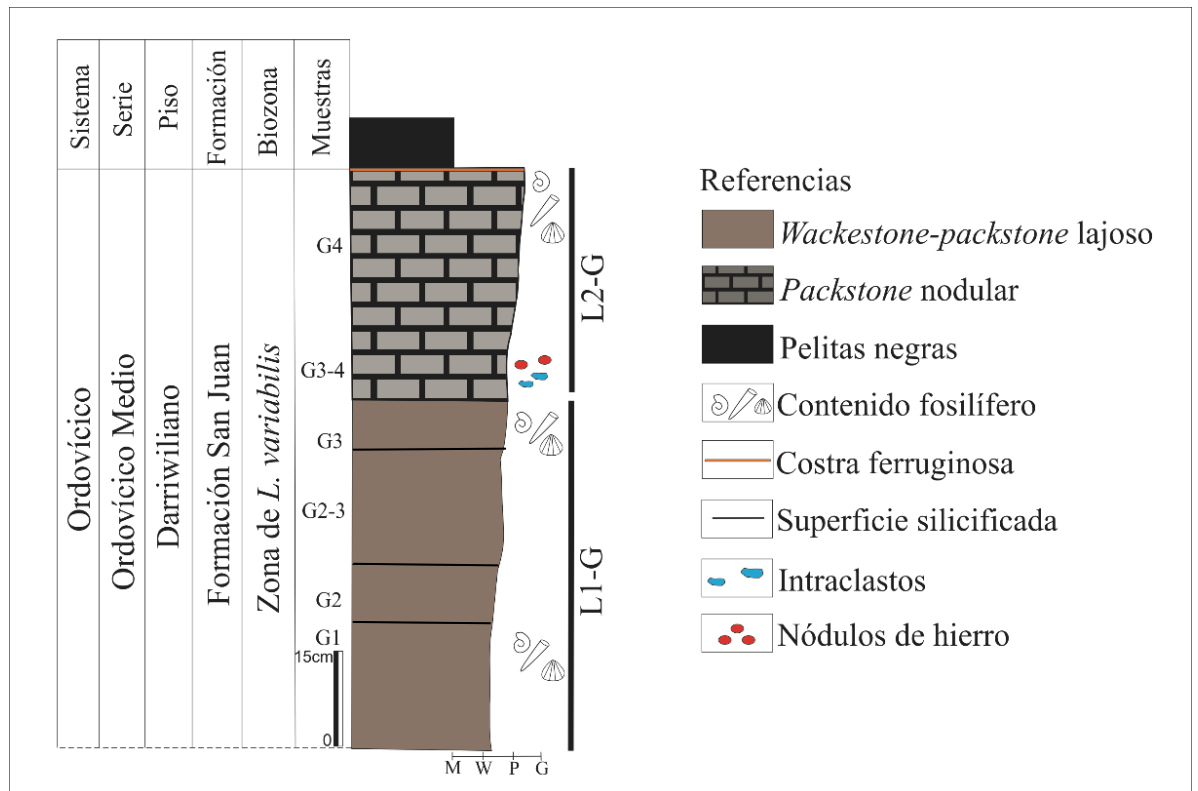 Sistema
Serie
Piso
Formación
Biozona
Muestras
Ordovícico
Ordovícico Medio
Darriwiliano
Formación San Juan
Zona de L. variabilis
G4
G3-4
G3
G2-3
G2
G1
15cm
0
M W P G
L2-G
L1-G
Referencias
Wackestone-packstone lajoso
Packstone nodular
Pelitas negras
Contenido fosilífero
Costra ferruginosa
Superficie silicificada
Intraclastos
Nódulos de hierro